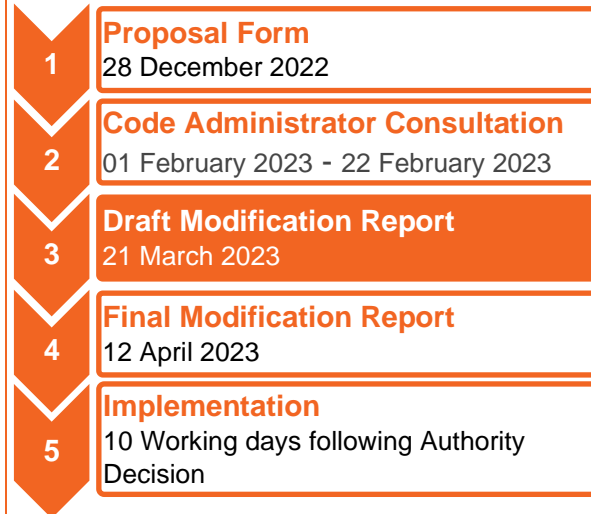 1
Proposal Form
28 December 2022
2
Code Administrator Consultation
01 February 2023 - 22 February 2023
3
Draft Modification Report
21 March 2023
4
Final Modification Report
12 April 2023
5
Implementation
10 Working days following Authority
Decision